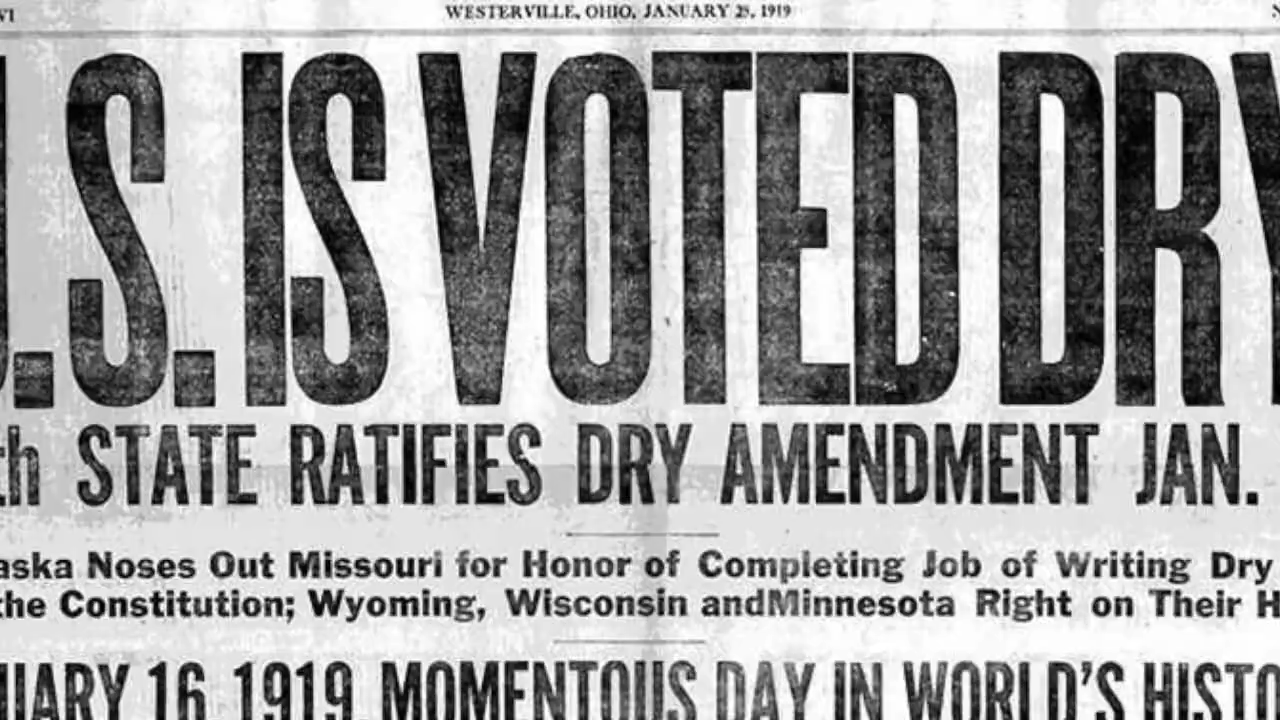 WESTERVILLE, OHIO, JANUARY 25, 1919
U.S. IS VOTED DRY
th STATE RATIFIES DRY AMENDMENT JAN.
aska Noses Out Missouri for Honor of Completing Job of Writing Dry
the Constitution; Wyoming, Wisconsin andMinnesota Right on Their H
UARY 16, 1919, MOMENTOUS DAY IN WORLD'S HISTO